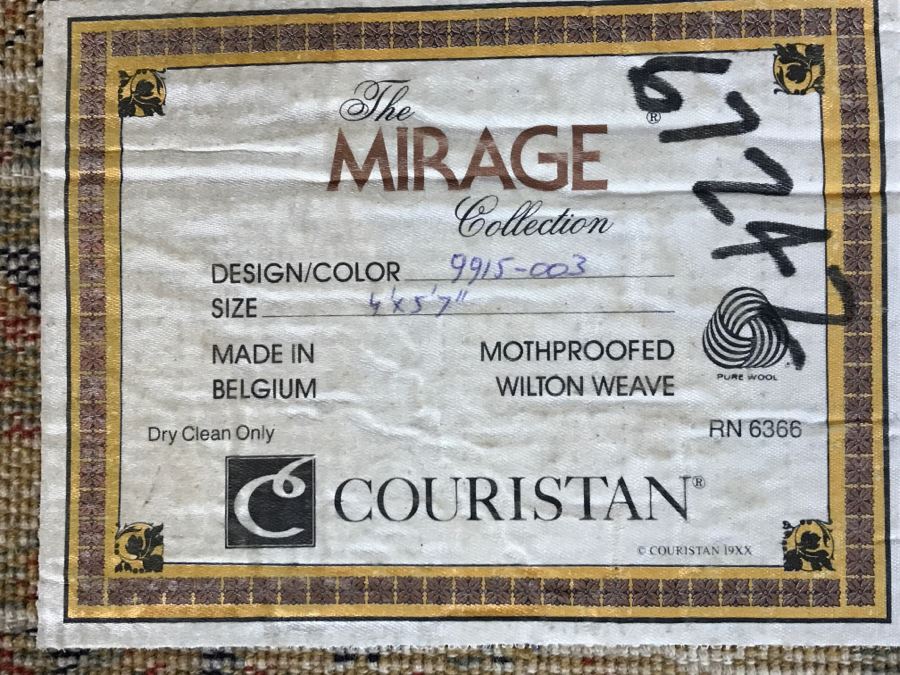 The
MIRAGE®
Collection
67247
DESIGN/COLOR 9915-003
SIZE 4'x5'7"
MADE IN
BELGIUM
MOTHPROOFED
WILTON WEAVE
PURE WOOL
Dry Clean Only
RN 6366
C COURISTAN®
© COURISTAN 19XX